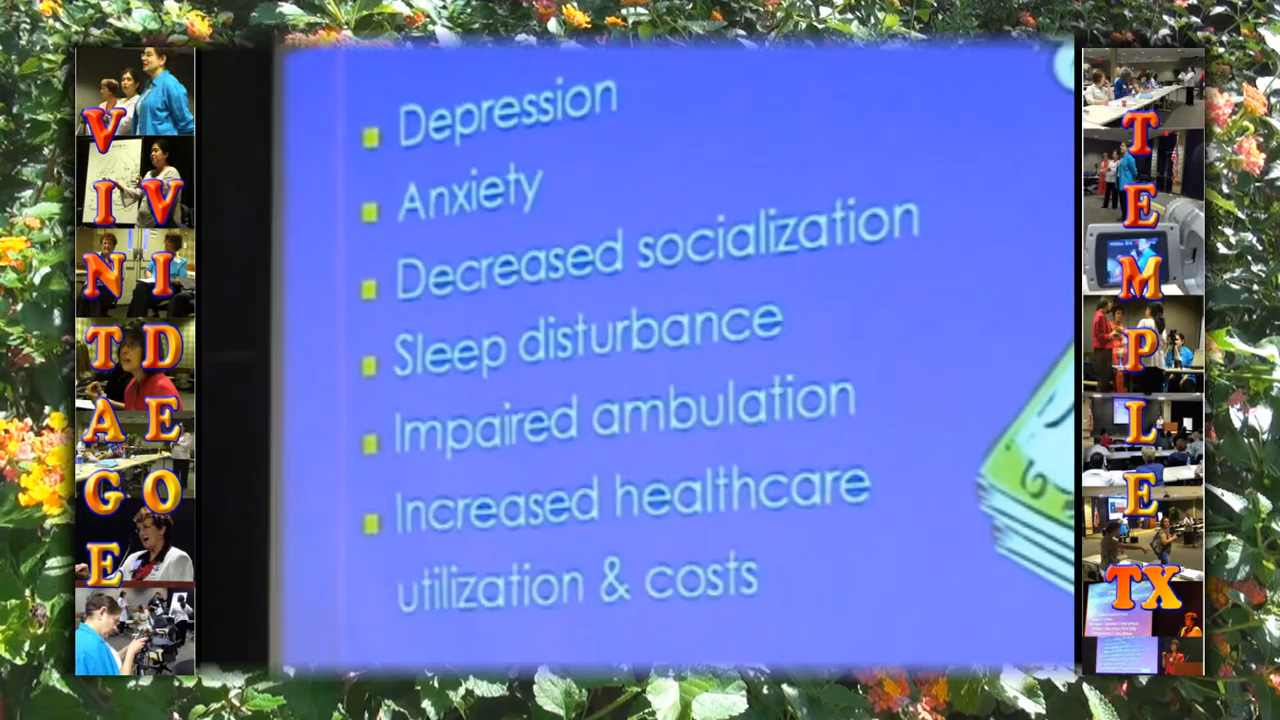 VINTAGE
VIDEO
Depression
Anxiety
Decreased socialization
Sleep disturbance
Impaired ambulation
Increased healthcare
utilization & costs
TEMPLE
TX